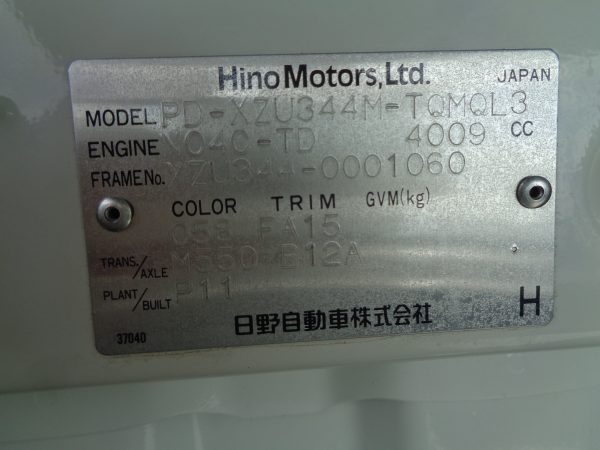 Hino Motors, Ltd. JAPAN
MODEL PD-XZU344M-TQMQL3
ENGINE N04C-TD 4009 CC
FRAME No. XZU344-0001060
COLOR TRIM GVM(kg)
058 FA15
TRANS./AXLE M550 B12A
PLANT/BUILT P11
37040 日野自動車株式会社 H